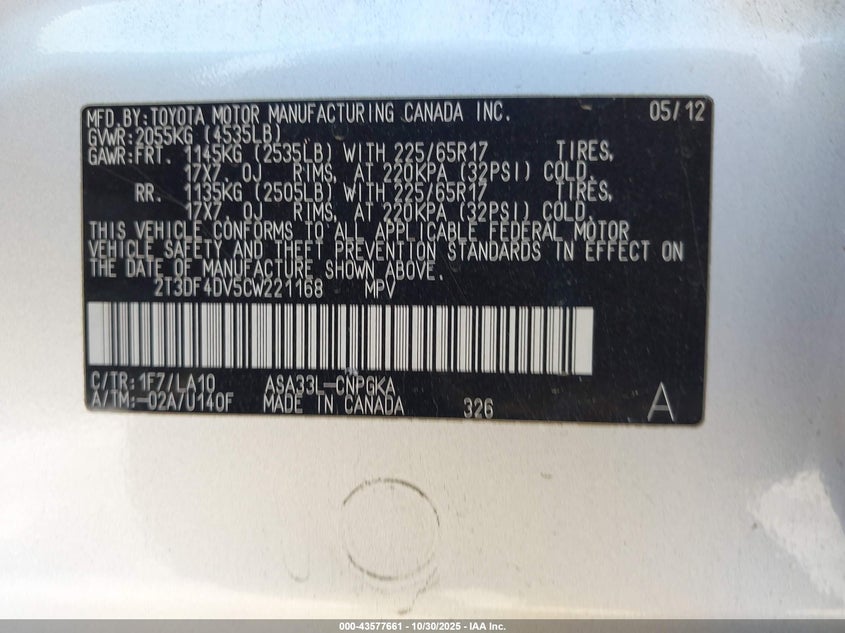 MFD.BY:TOYOTA MOTOR MANUFACTURING CANADA INC. 05/12
GVWR:2055KG (4535LB)
GAWR:FRT. 1145KG (2535LB) WITH 225/65R17 TIRES,
17X7.0J RIMS, AT 220KPA (32PSI) COLD.
RR. 1135KG (2505LB) WITH 225/65R17 TIRES,
17X7.0J RIMS, AT 220KPA (32PSI) COLD.
THIS VEHICLE CONFORMS TO ALL APPLICABLE FEDERAL MOTOR
VEHICLE SAFETY AND THEFT PREVENTION STANDARDS IN EFFECT ON
THE DATE OF MANUFACTURE SHOWN ABOVE.
2T3DF4DV5CW221168 MPV
C/TR:1F7/LA10 ASA33L-CNPGKA
A/TM:-02A/U140F MADE IN CANADA 326 A
000-43577661 - 10/30/2025 - IAA Inc.